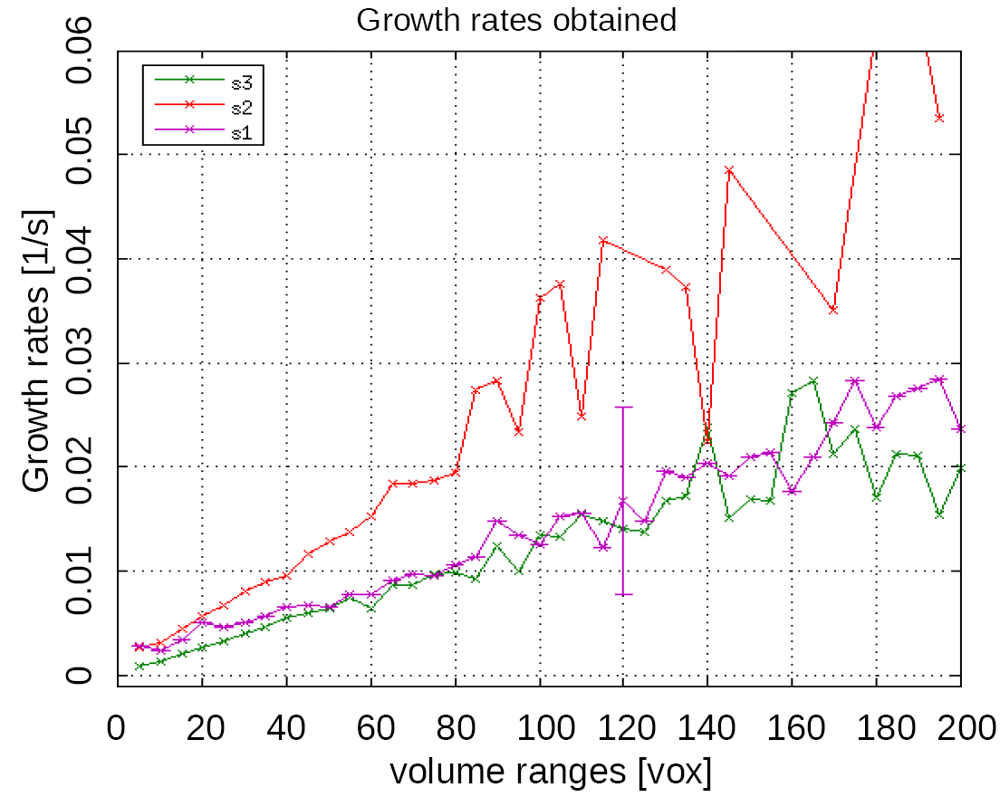 Growth rates obtained
s3
s2
s1
Growth rates [1/s]
0.06
0.05
0.04
0.03
0.02
0.01
0
0 20 40 60 80 100 120 140 160 180 200
volume ranges [vox]